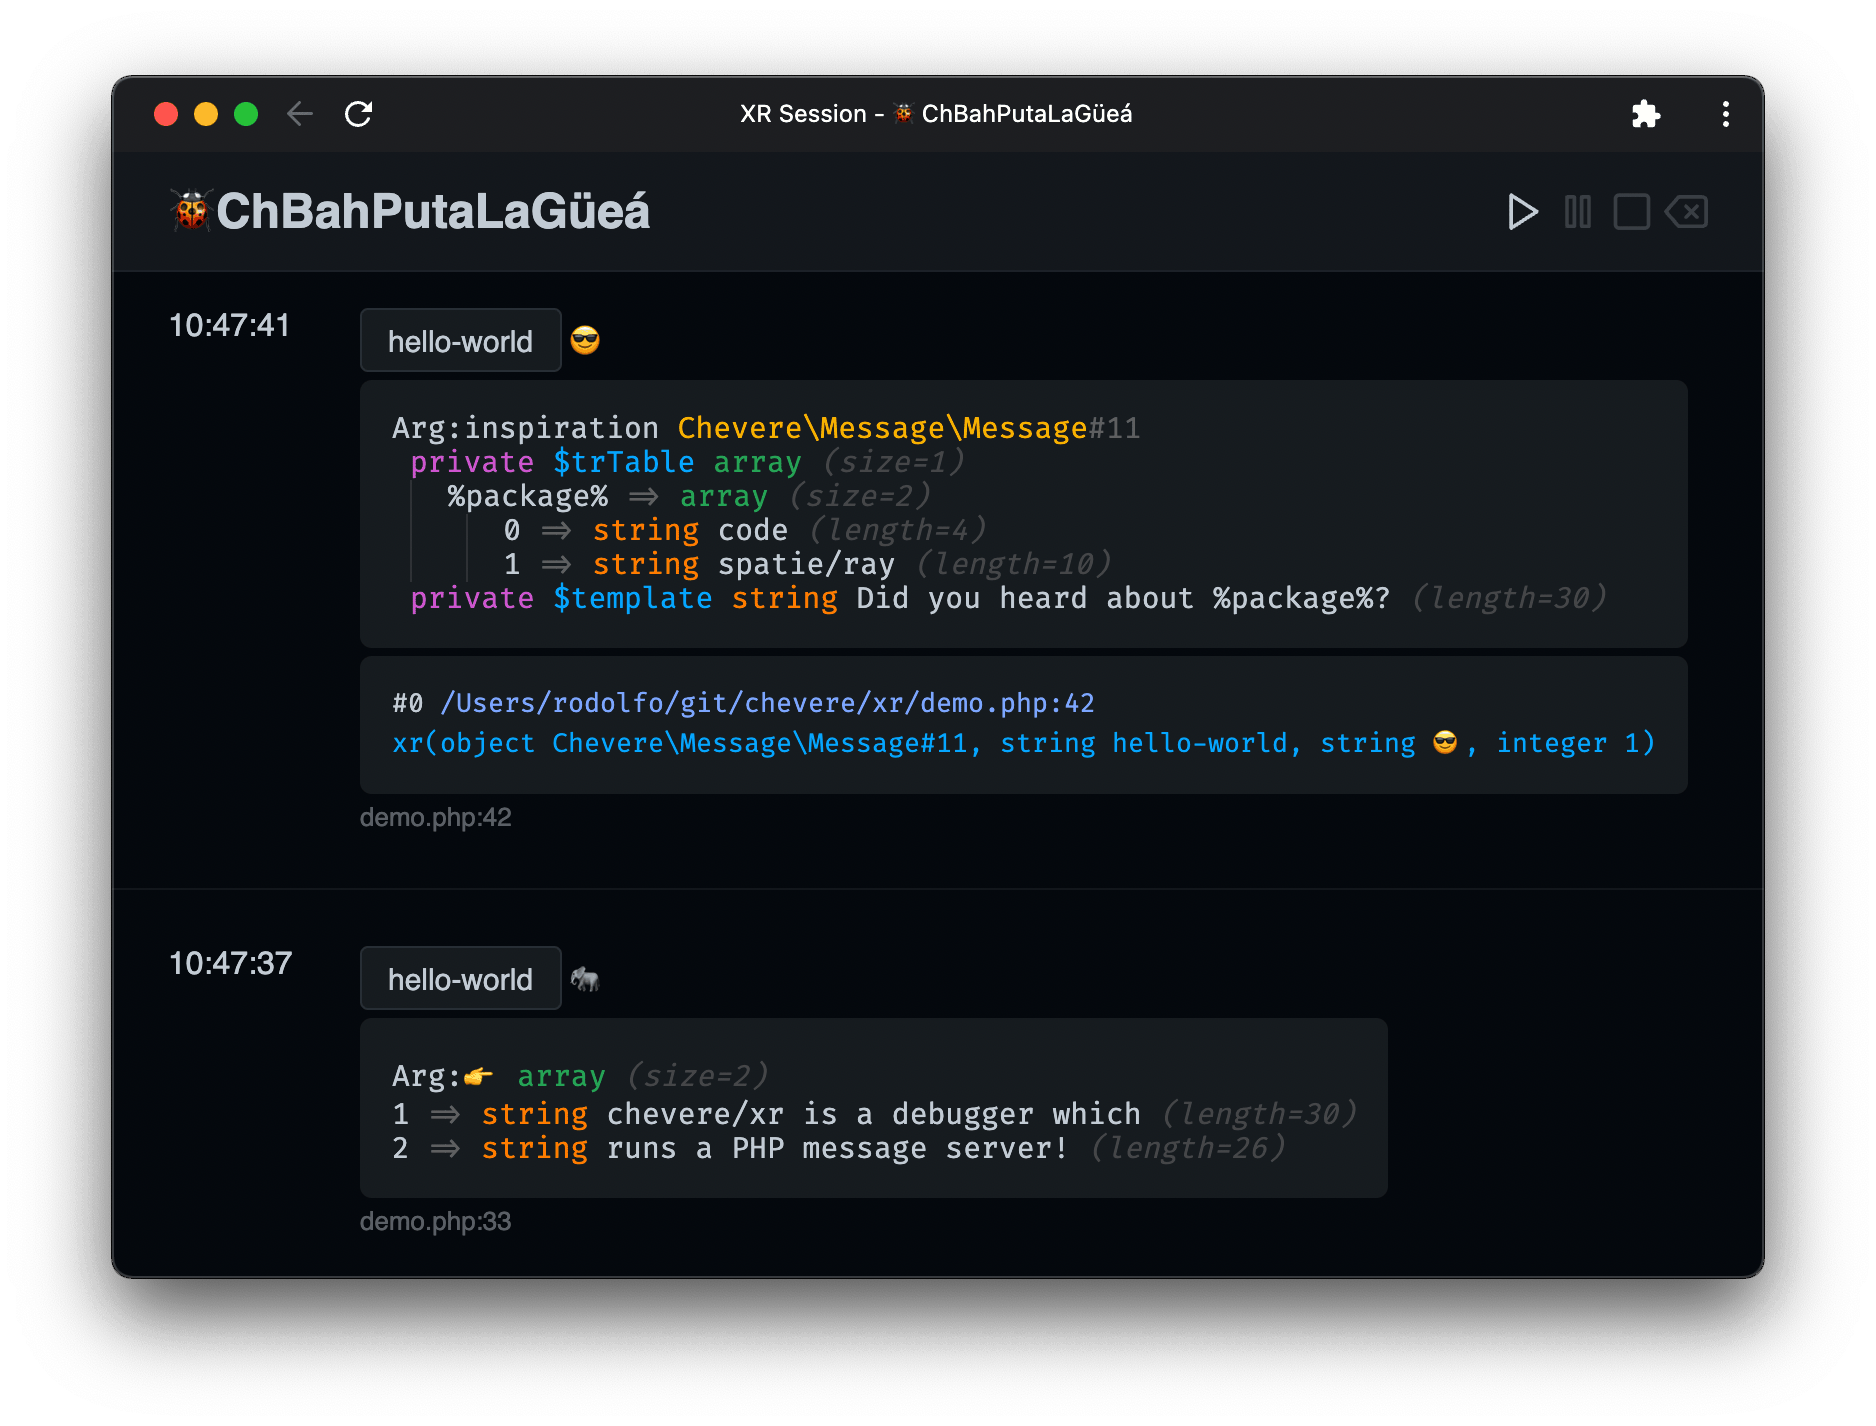 XR Session - 🐞 ChBahPutaLaGüeá
🐞ChBahPutaLaGüeá
10:47:41
hello-world 😎
Arg:inspiration Chevere\Message\Message#11
private $trTable array (size=1)
%package% => array (size=2)
0 => string code (length=4)
1 => string spatie/ray (length=10)
private $template string Did you heard about %package%? (length=30)
#0 /Users/rodolfo/git/chevere/xr/demo.php:42
xr(object Chevere\Message\Message#11, string hello-world, string 😎, integer 1)
demo.php:42
10:47:37
hello-world 🐘
Arg:👉 array (size=2)
1 => string chevere/xr is a debugger which (length=30)
2 => string runs a PHP message server! (length=26)
demo.php:33